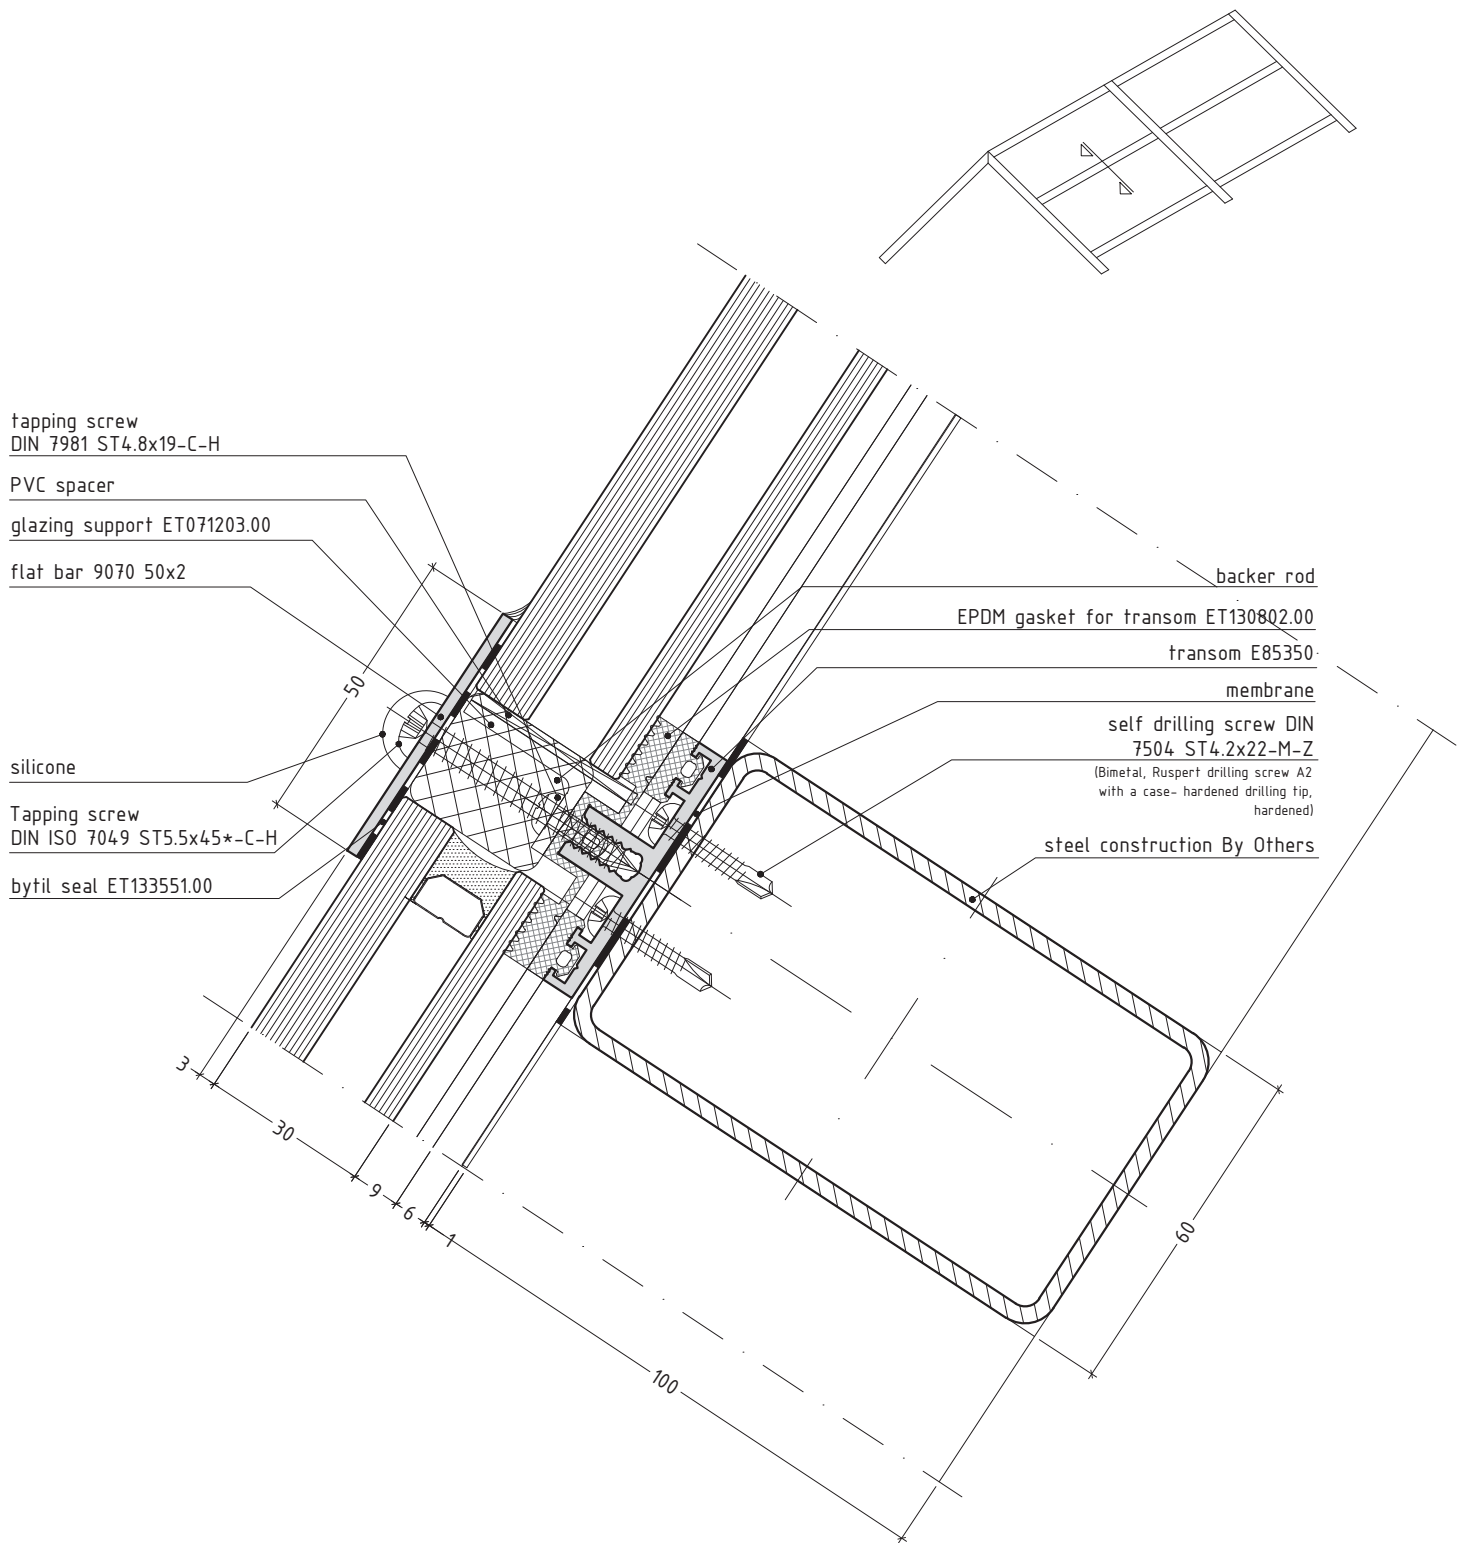 tapping screw
DIN 7981 ST4.8x19-C-H
PVC spacer
glazing support ET071203.00
flat bar 9070 50x2
silicone
Tapping screw
DIN ISO 7049 ST5.5x45*-C-H
bytil seal ET133551.00
backer rod
EPDM gasket for transom ET130802.00
transom E85350
membrane
self drilling screw DIN
7504 ST4.2x22-M-Z
(Bimetal, Ruspert drilling screw A2
with a case- hardened drilling tip,
hardened)
steel construction By Others
50
3
30
9
6
1
100
60